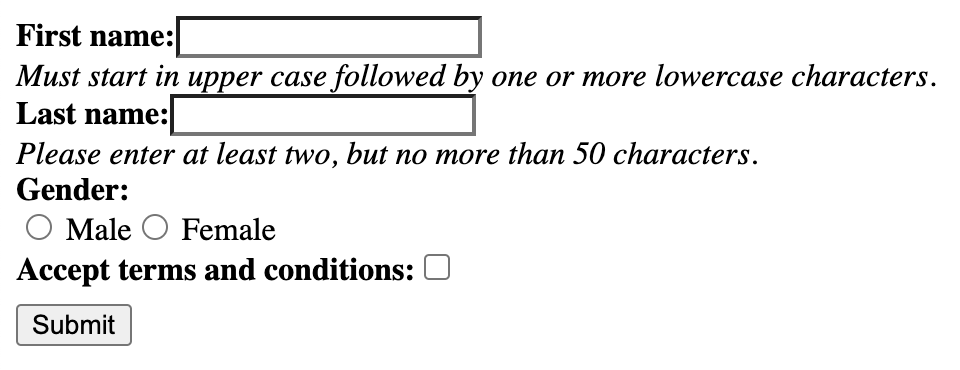 First name:
Must start in upper case followed by one or more lowercase characters.
Last name:
Please enter at least two, but no more than 50 characters.
Gender:
Male Female
Accept terms and conditions:
Submit